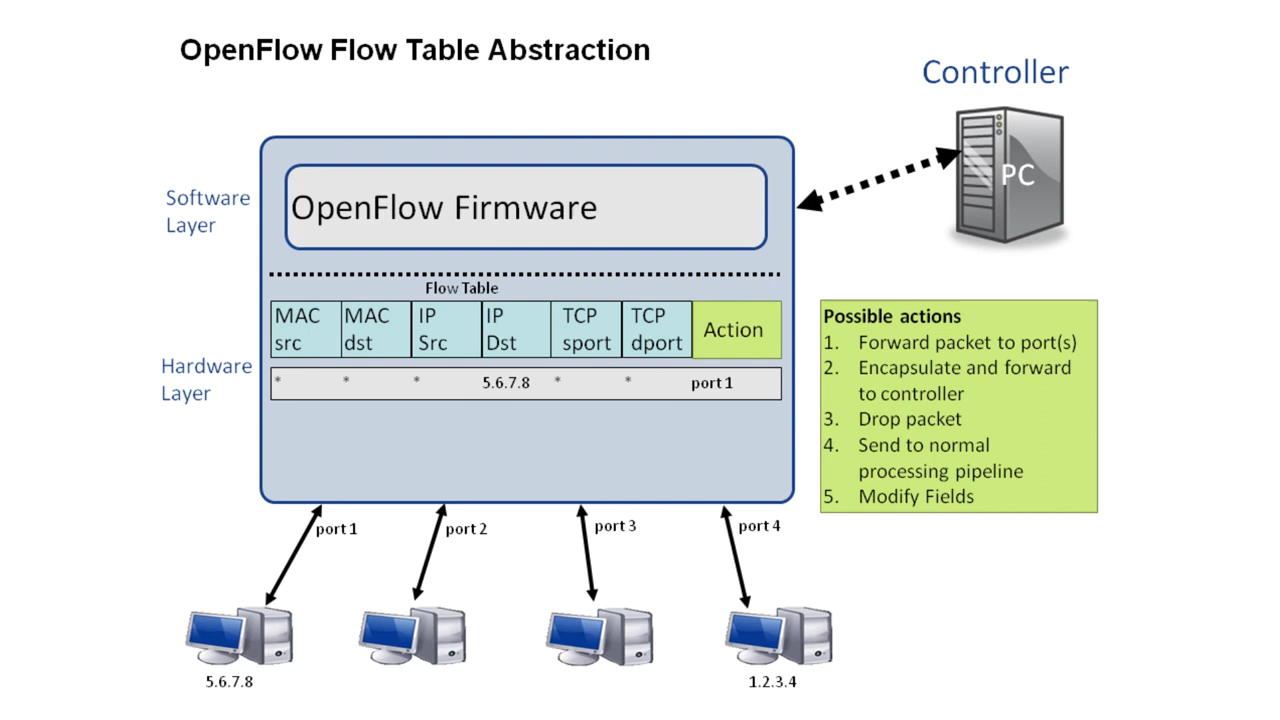 OpenFlow Flow Table Abstraction
Controller
PC
Software
Layer
OpenFlow Firmware
Flow Table
MAC src
MAC dst
IP Src
IP Dst
TCP sport
TCP dport
Action
Hardware
Layer
* * * 5.6.7.8 * * port 1
Possible actions
1. Forward packet to port(s)
2. Encapsulate and forward
to controller
3. Drop packet
4. Send to normal
processing pipeline
5. Modify Fields
port 1
port 2
port 3
port 4
5.6.7.8
1.2.3.4